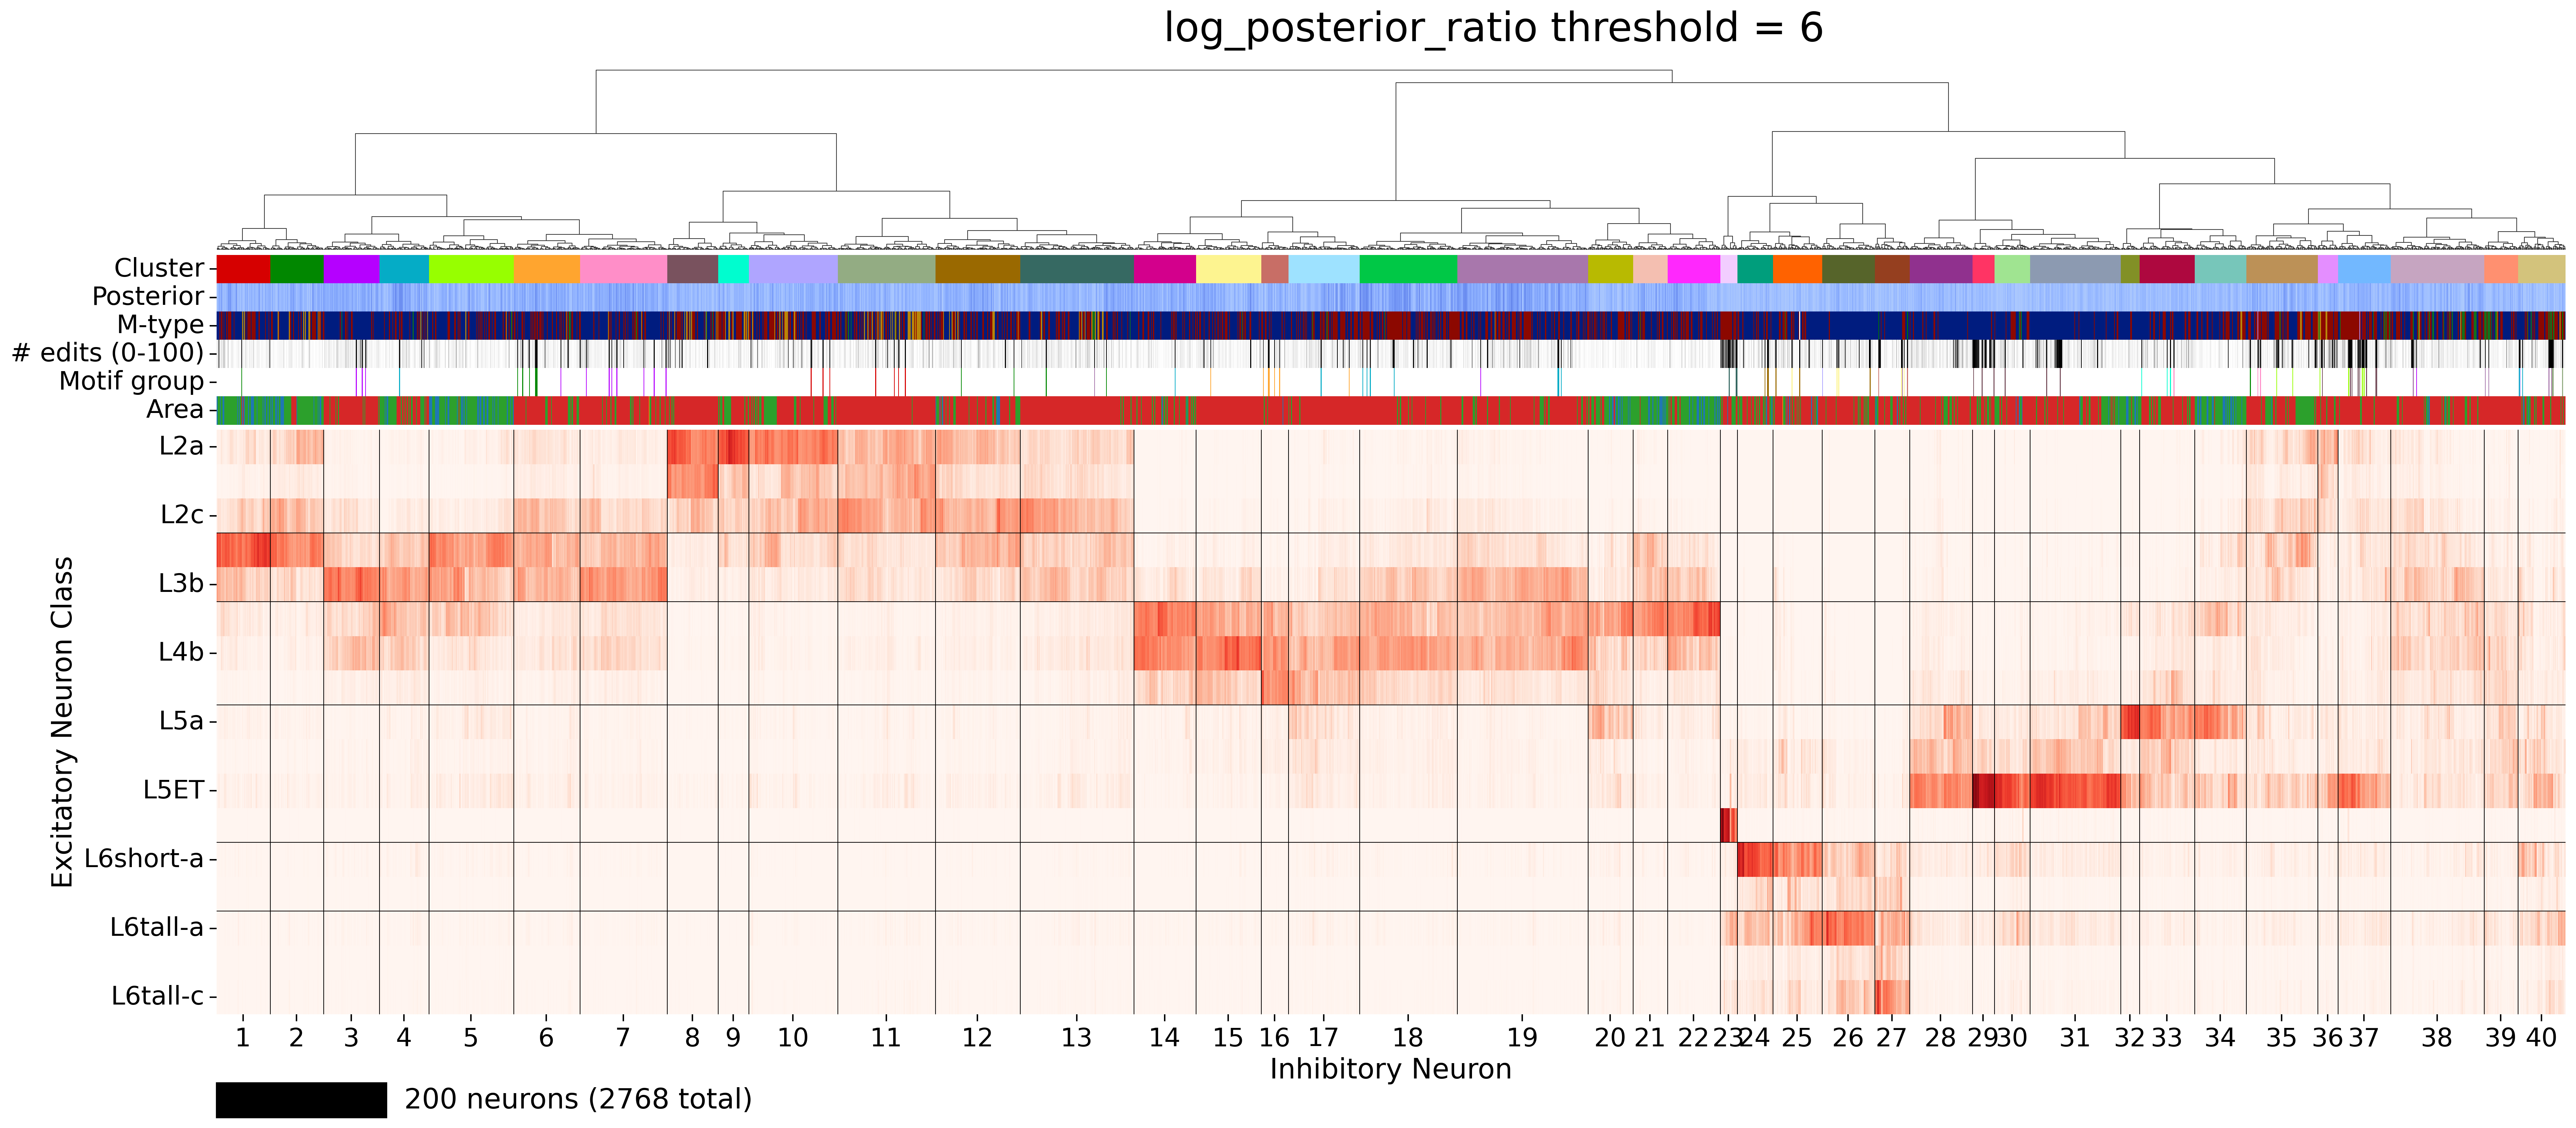 log_posterior_ratio threshold = 6
Cluster
Posterior
M-type
# edits (0-100)
Motif group
Area
Excitatory Neuron Class
L2a
L2c
L3b
L4b
L5a
L5ET
L6short-a
L6tall-a
L6tall-c
1 2 3 4 5 6 7 8 9 10 11 12 13 14 15 16 17 18 19 20 21 22 23 24 25 26 27 28 29 30 31 32 33 34 35 36 37 38 39 40
Inhibitory Neuron
200 neurons (2768 total)